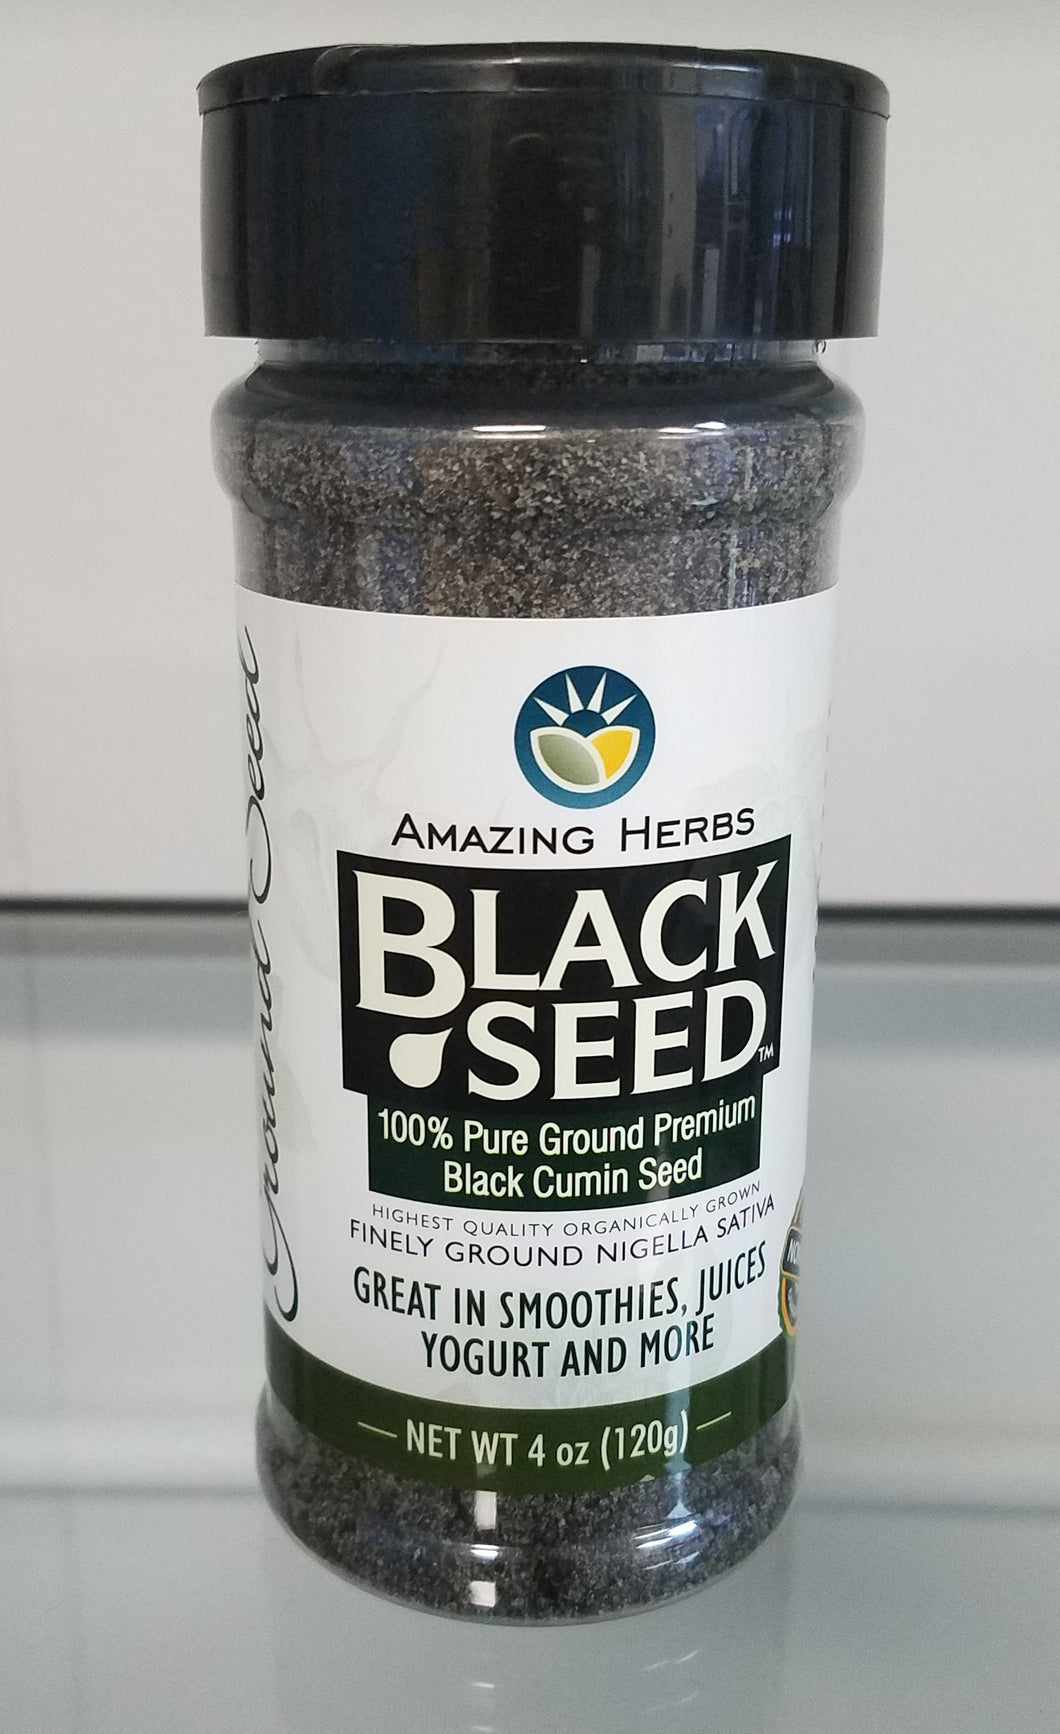 Ground Seed
AMAZING HERBS
BLACK
SEED™
100% Pure Ground Premium
Black Cumin Seed
HIGHEST QUALITY ORGANICALLY GROWN
FINELY GROUND NIGELLA SATIVA
GREAT IN SMOOTHIES, JUICES
YOGURT AND MORE
NET WT 4 oz (120g)